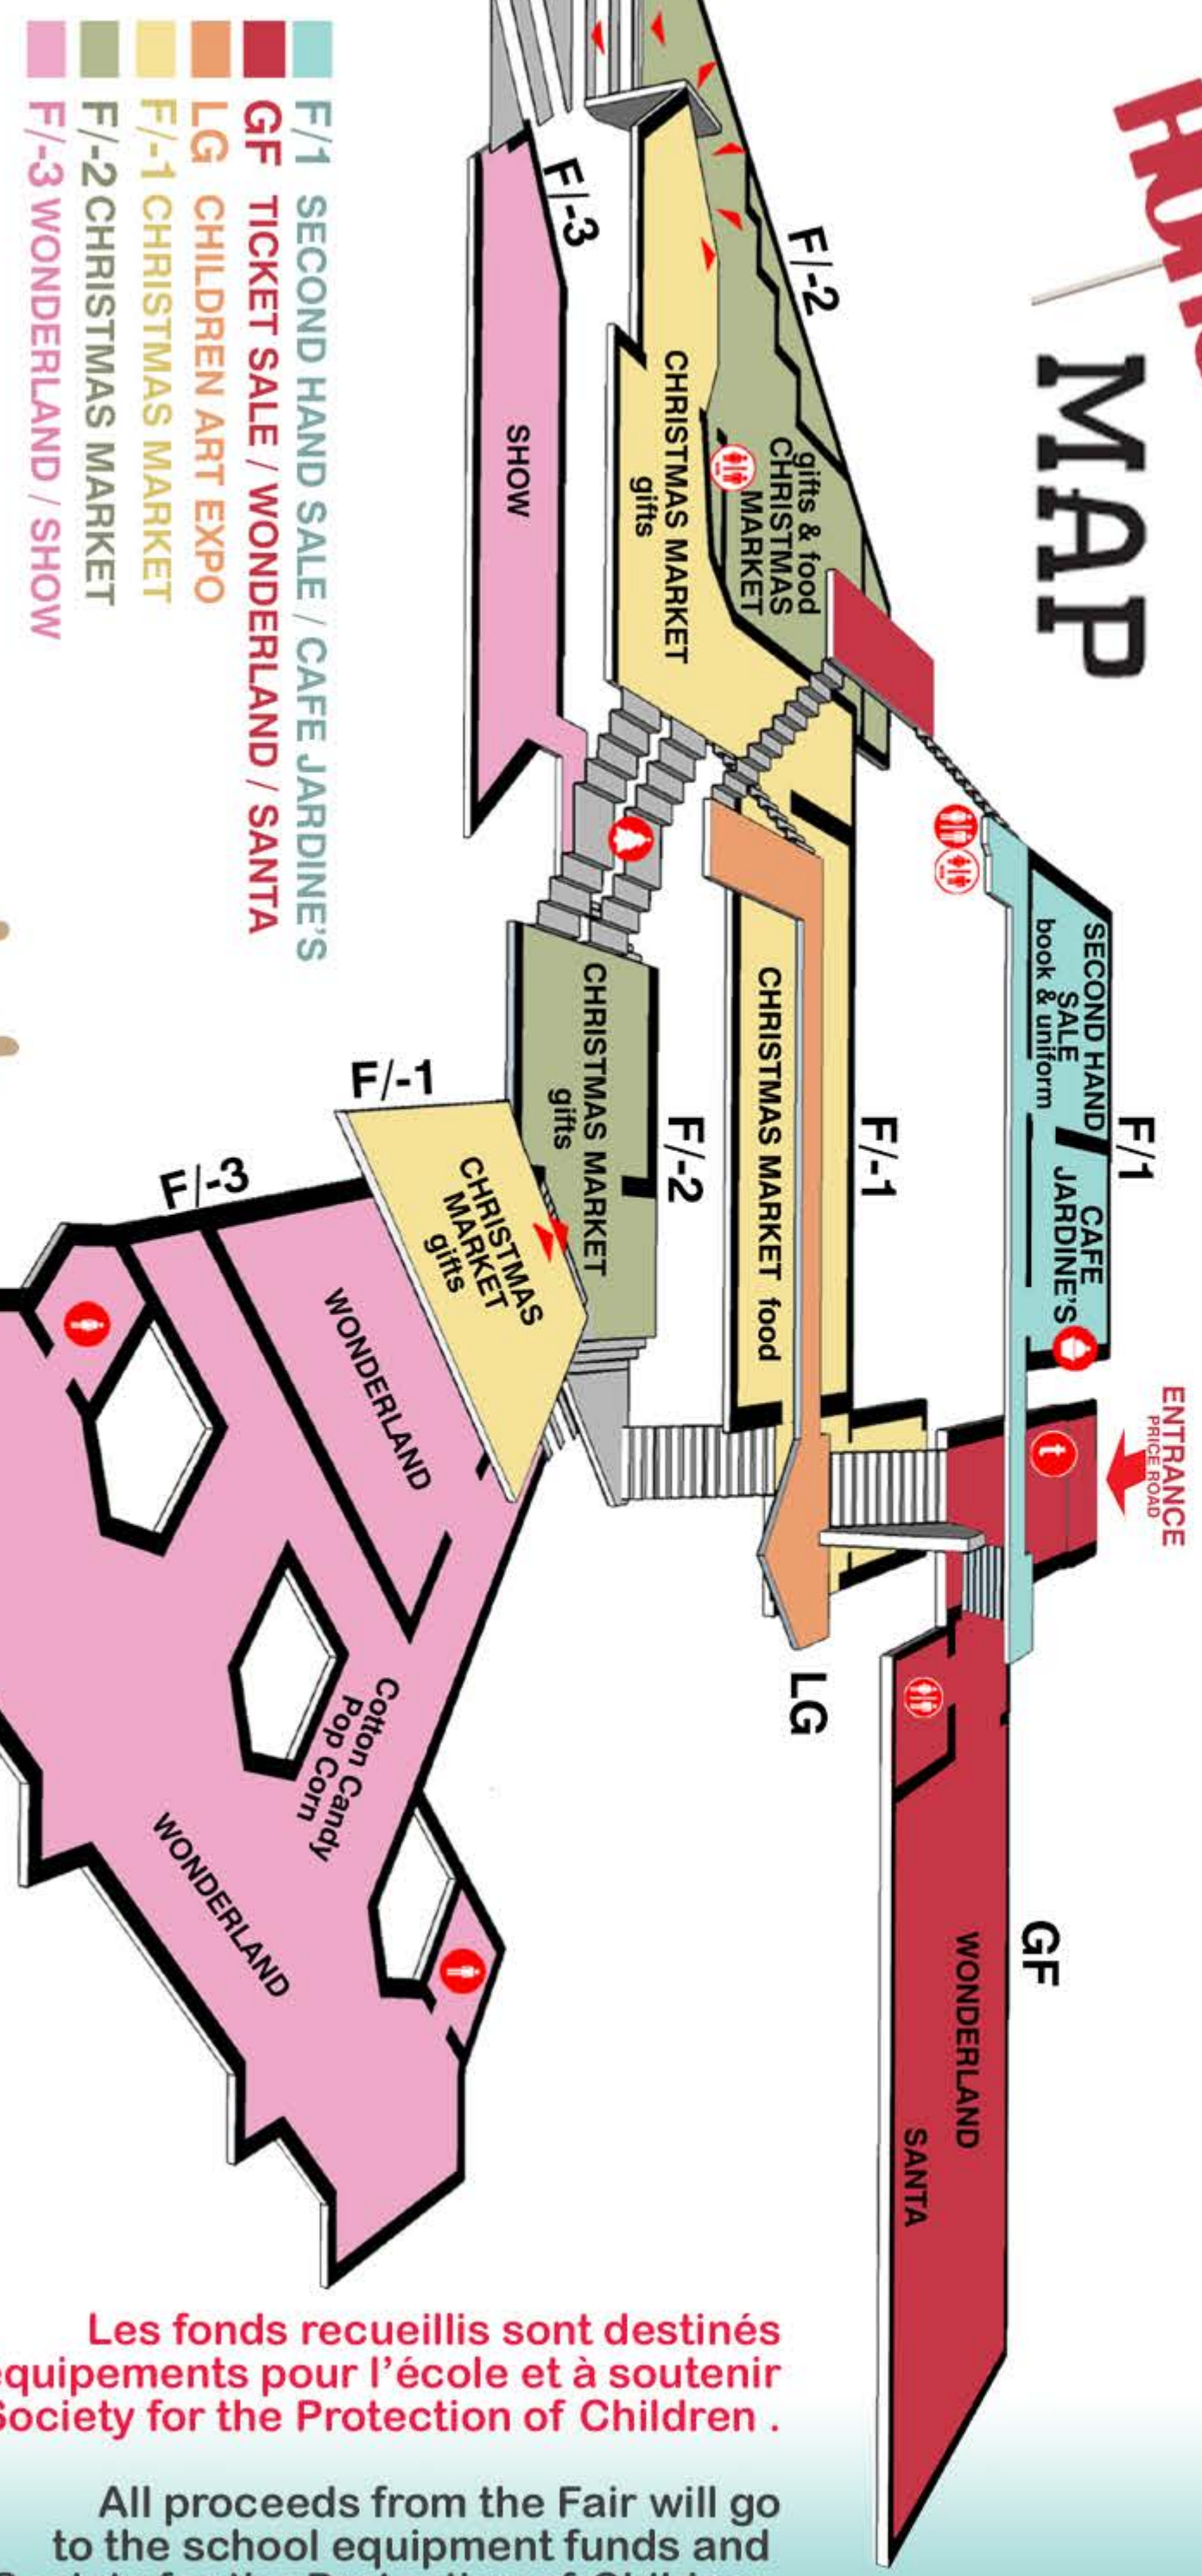 MAP
ENTRANCE
PRICE ROAD
F/1
SECOND HAND
SALE
book & uniform
CAFE
JARDINE'S
t
GF
WONDERLAND
SANTA
F/-2
gifts & food
CHRISTMAS
MARKET
F/-1
CHRISTMAS MARKET
gifts
CHRISTMAS MARKET food
LG
F/-2
CHRISTMAS MARKET
gifts
F/-3
SHOW
F/-1
CHRISTMAS
MARKET
gifts
F/-3
WONDERLAND
Cotton Candy
Pop Corn
WONDERLAND
F/1 SECOND HAND SALE / CAFE JARDINE'S
GF TICKET SALE / WONDERLAND / SANTA
LG CHILDREN ART EXPO
F/-1 CHRISTMAS MARKET
F/-2 CHRISTMAS MARKET
F/-3 WONDERLAND / SHOW
Les fonds recueillis sont destinés
équipements pour l'école et à soutenir
Society for the Protection of Children .
All proceeds from the Fair will go
to the school equipment funds and